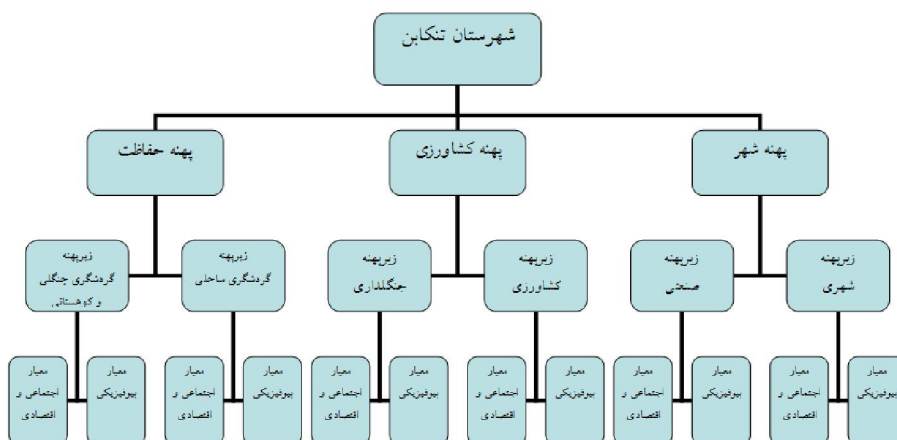 شهرستان تنکابن
پهنه شهر
پهنه کشاورزی
پهنه حفاظت
زیرپهنه
شهری
زیرپهنه
صنعتی
زیرپهنه
کشاورزی
زیرپهنه
جنگلداری
زیرپهنه
گردشگری ساحلی
زیرپهنه
گردشگری جنگلی
و کوهستانی
معیار
بیوفیزیکی
معیار
اجتماعی و
اقتصادی
معیار
بیوفیزیکی
معیار
اجتماعی و
اقتصادی
معیار
بیوفیزیکی
معیار
اجتماعی و
اقتصادی
معیار
بیوفیزیکی
معیار
اجتماعی و
اقتصادی
معیار
بیوفیزیکی
معیار
اجتماعی و
اقتصادی
معیار
بیوفیزیکی
معیار
اجتماعی و
اقتصادی